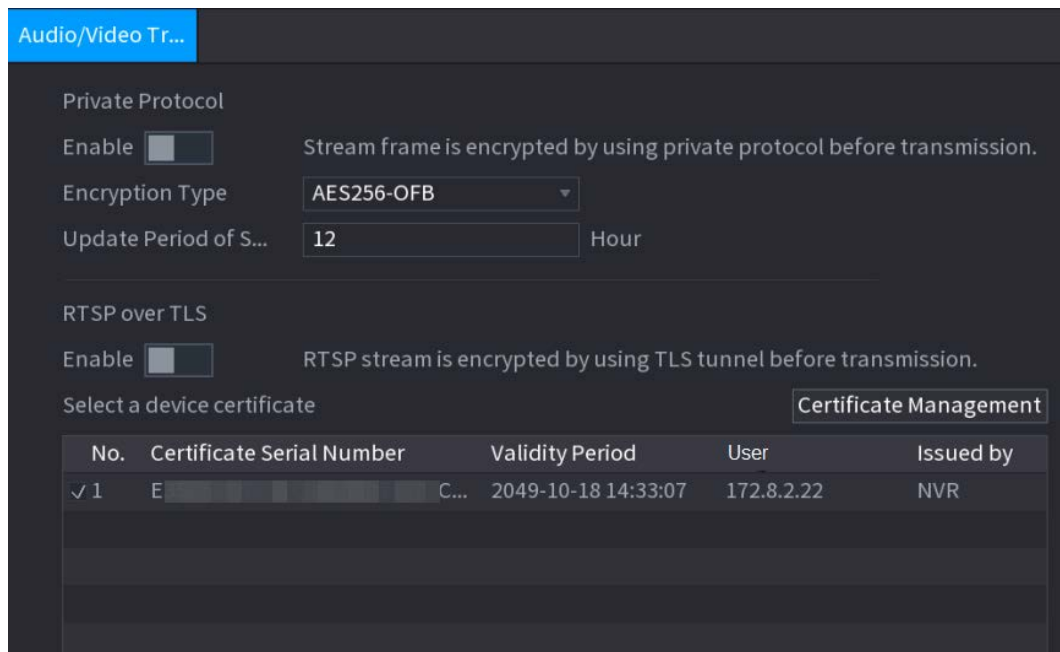 Audio/Video Tr...
Private Protocol
Enable Stream frame is encrypted by using private protocol before transmission.
Encryption Type AES256-OFB
Update Period of S... 12 Hour
RTSP over TLS
Enable RTSP stream is encrypted by using TLS tunnel before transmission.
Select a device certificate Certificate Management
No. Certificate Serial Number Validity Period User Issued by
1 E C... 2049-10-18 14:33:07 172.8.2.22 NVR